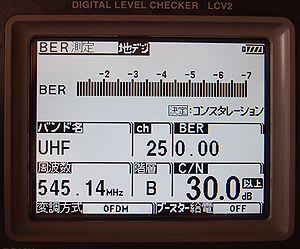 DIGITAL LEVEL CHECKER LCV2
BER測定 地デジ
-2 -3 -4 -5 -6 -7
BER
決定:コンスタレーション
バンド名 ch BER
UHF 25 0.00
周波数 階層 C/N
545.14MHz B 30.0以上dB
変調方式 OFDM ブースター給電 OFF